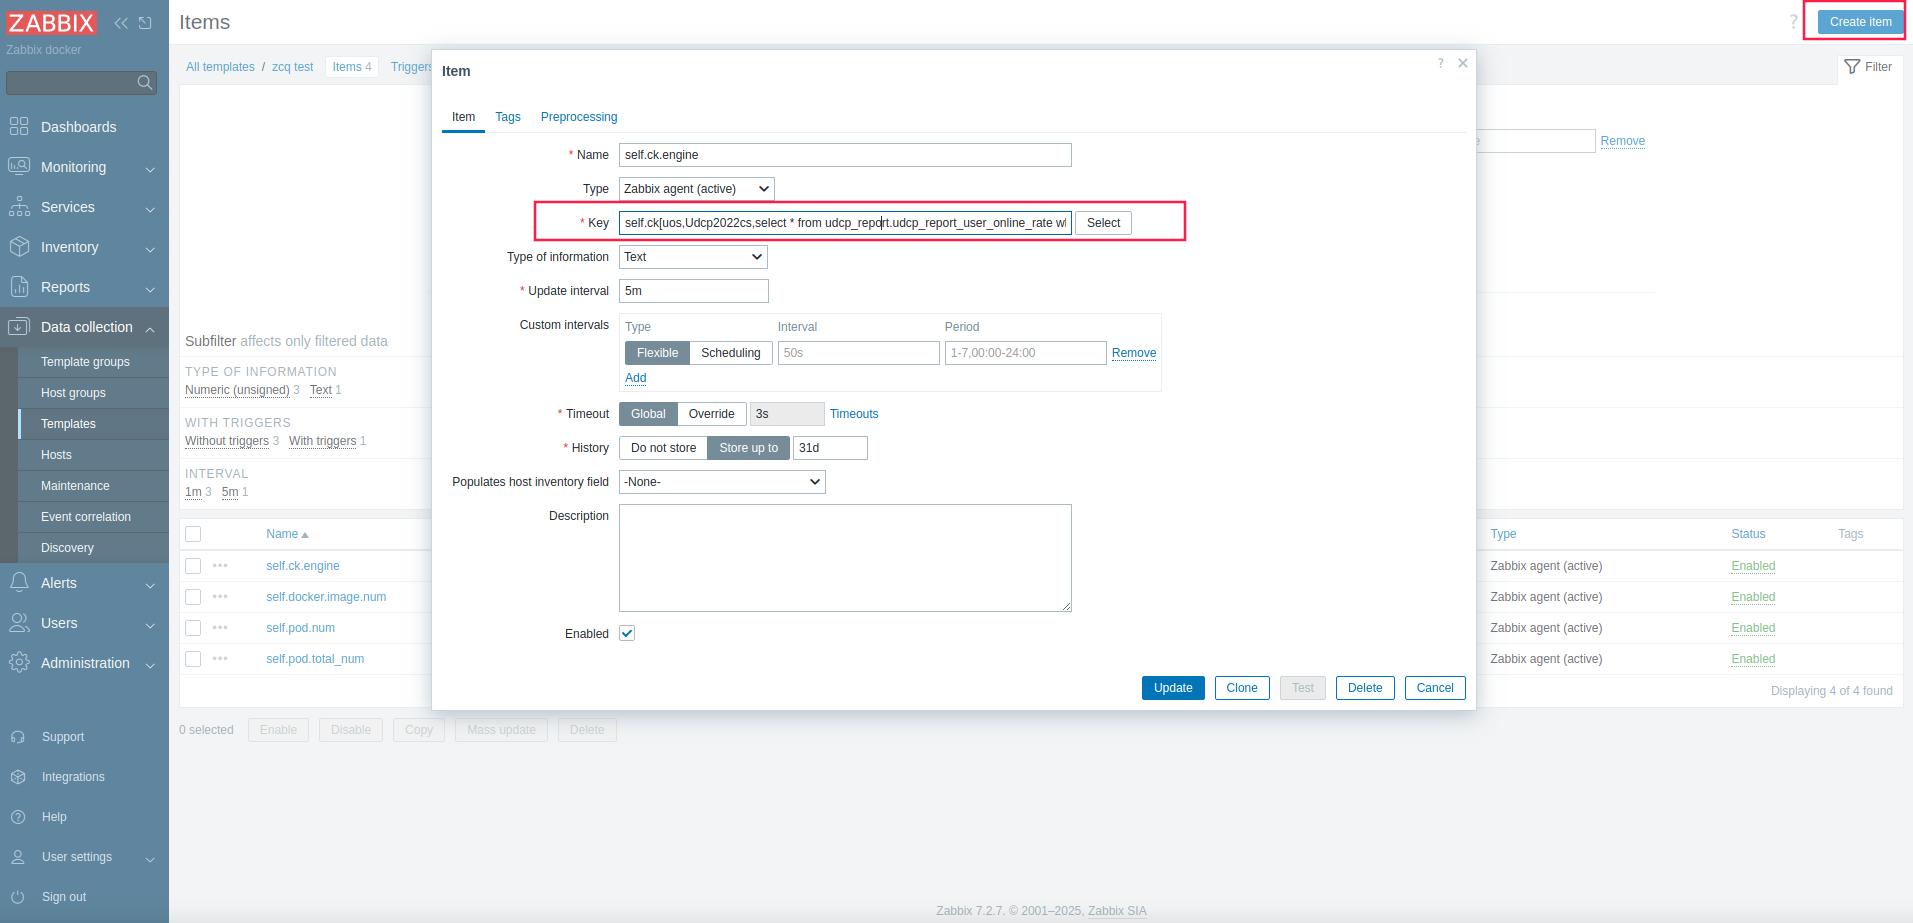 ZABBIX
Zabbix docker
Dashboards
Monitoring
Services
Inventory
Reports
Data collection
Template groups
Host groups
Templates
Hosts
Maintenance
Event correlation
Discovery
Alerts
Users
Administration
Support
Integrations
Help
User settings
Sign out
Items
? Create item
All templates / zcq test Items 4 Triggers
Filter
Remove
Subfilter affects only filtered data
TYPE OF INFORMATION
Numeric (unsigned) 3 Text 1
WITH TRIGGERS
Without triggers 3 With triggers 1
INTERVAL
1m 3 5m 1
Name Type Status Tags
self.ck.engine Zabbix agent (active) Enabled
self.docker.image.num Zabbix agent (active) Enabled
self.pod.num Zabbix agent (active) Enabled
self.pod.total_num Zabbix agent (active) Enabled
Displaying 4 of 4 found
0 selected Enable Disable Copy Mass update Delete
Item ?
Item Tags Preprocessing
* Name self.ck.engine
Type Zabbix agent (active)
* Key self.ck[uos,Udcp2022cs,select * from udcp_report.udcp_report_user_online_rate Select
Type of information Text
* Update interval 5m
Custom intervals Type Interval Period
Flexible Scheduling 50s 1-7,00:00-24:00 Remove
Add
* Timeout Global Override 3s Timeouts
* History Do not store Store up to 31d
Populates host inventory field -None-
Description
Enabled
Update Clone Test Delete Cancel
Zabbix 7.2.7. © 2001–2025, Zabbix SIA